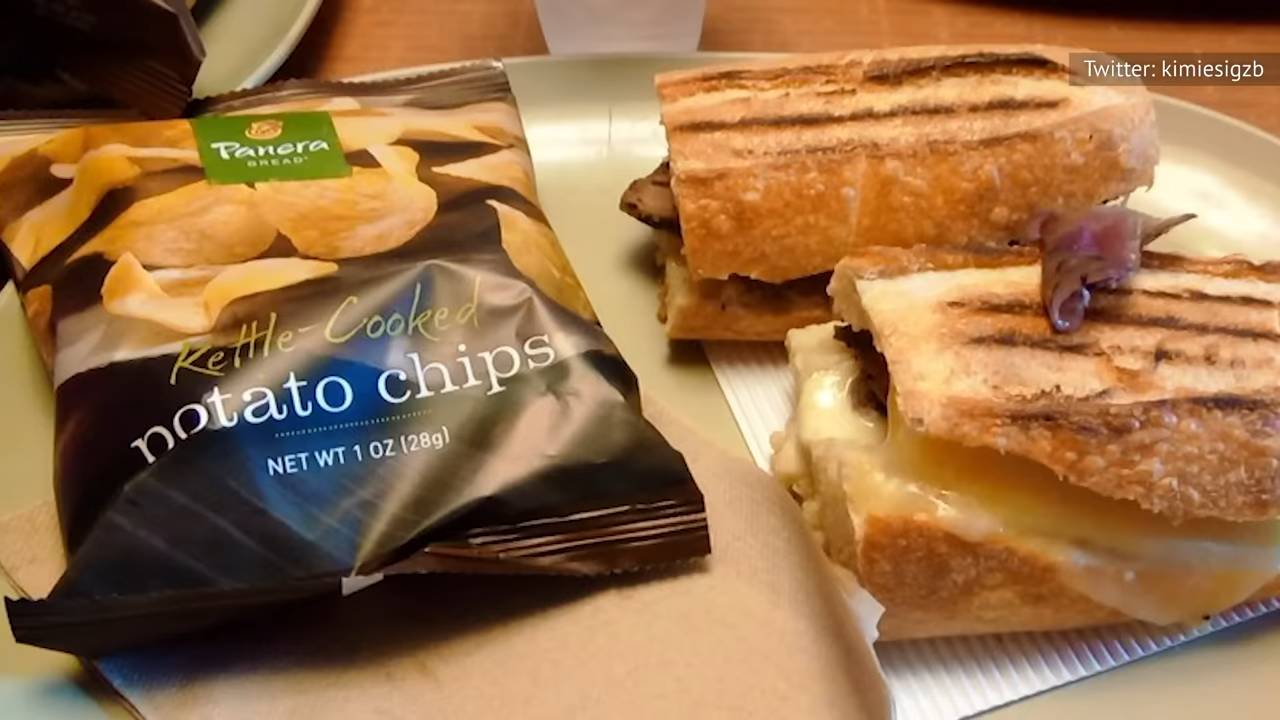 Twitter: kimiesigzb
Panera
BREAD®
Kettle-Cooked
potato chips
NET WT 1 OZ (28g)